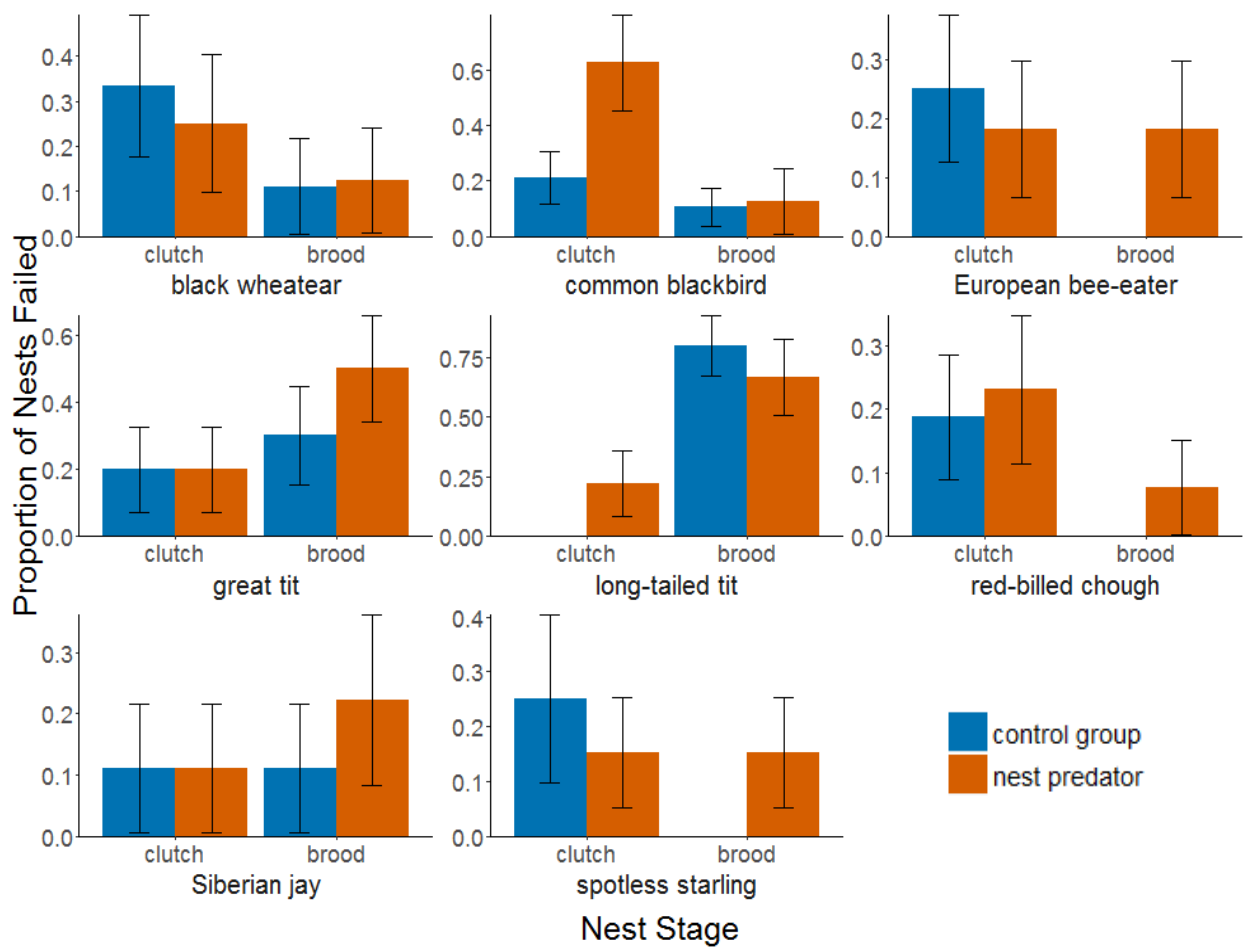 Proportion of Nests Failed
0.4
0.3
0.2
0.1
0.0
clutch brood
black wheatear
0.6
0.4
0.2
0.0
clutch brood
common blackbird
0.3
0.2
0.1
0.0
clutch brood
European bee-eater
0.6
0.4
0.2
0.0
clutch brood
great tit
0.75
0.50
0.25
0.00
clutch brood
long-tailed tit
0.3
0.2
0.1
0.0
clutch brood
red-billed chough
0.3
0.2
0.1
0.0
clutch brood
Siberian jay
0.4
0.3
0.2
0.1
0.0
clutch brood
spotless starling
control group
nest predator
Nest Stage